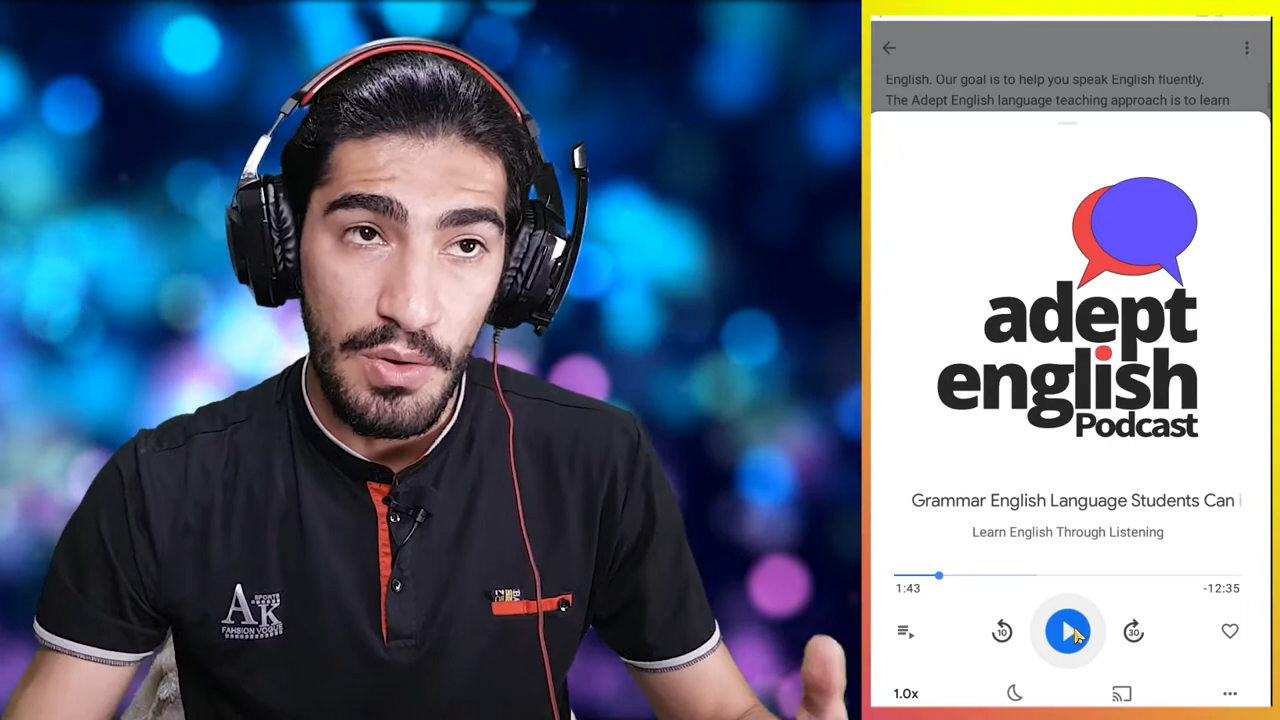 English. Our goal is to help you speak English fluently.
The Adept English language teaching approach is to learn
adept
english
Podcast
Grammar English Language Students Can
Learn English Through Listening
1:43
-12:35
10
30
1.0x
AK
SPORTS
FAHSION VOGUE